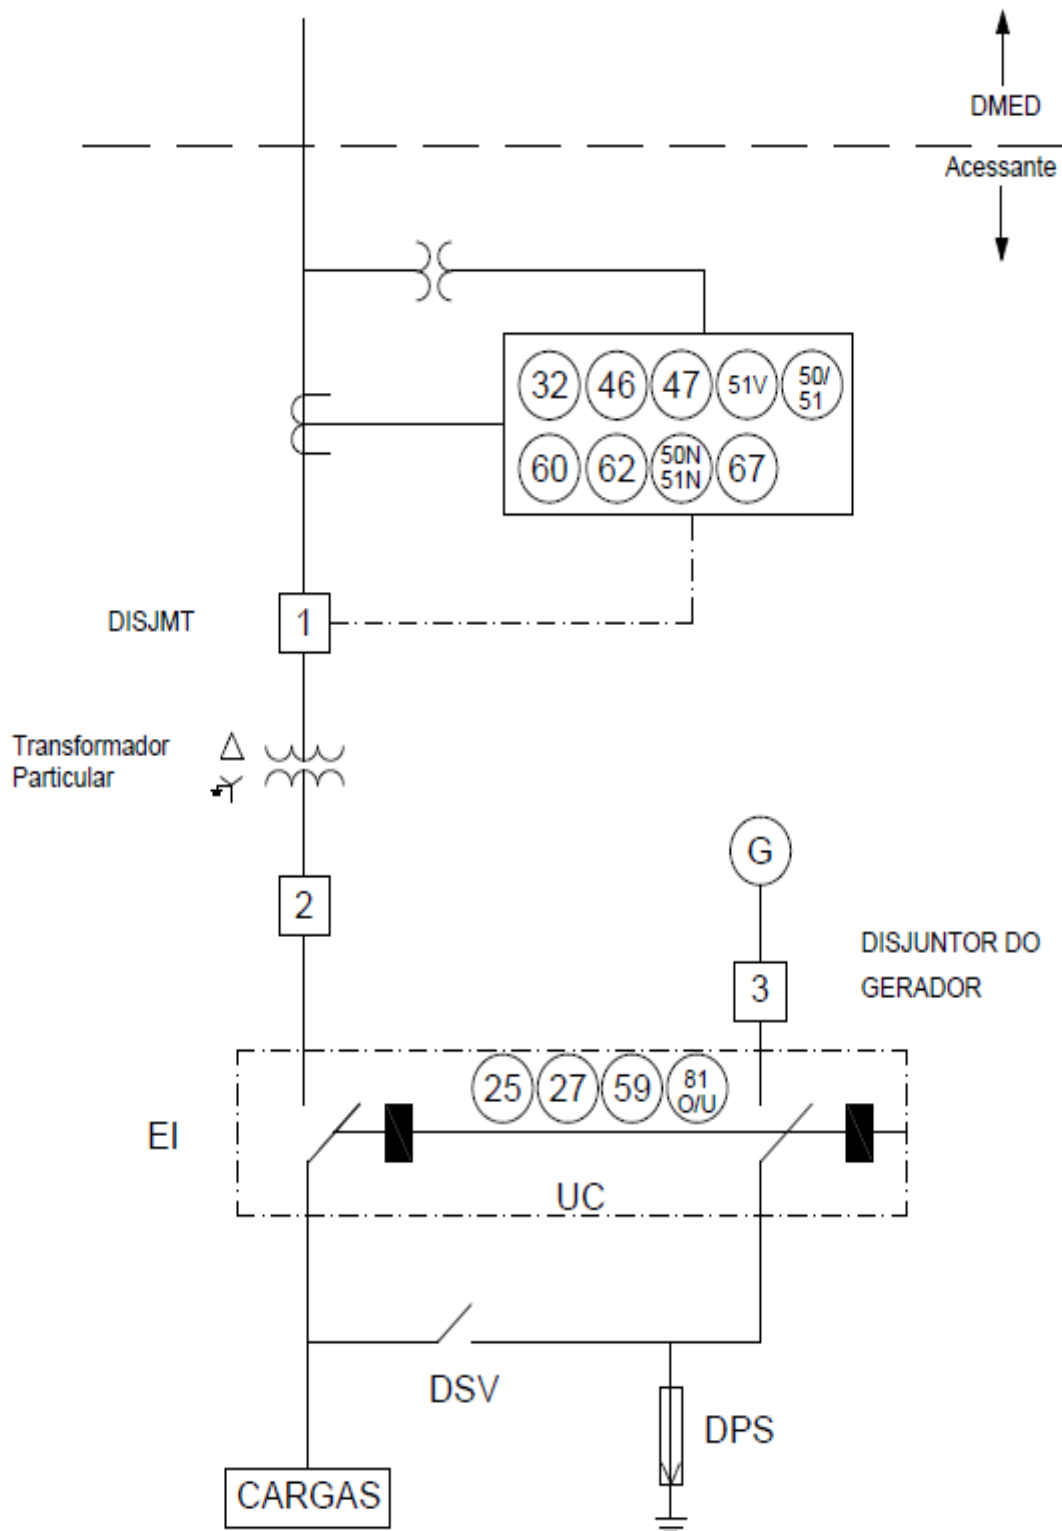 DMED
Acessante
32 46 47 51V 50/
51
60 62 50N
51N 67
DISJMT
1
Transformador
Particular
2
G
DISJUNTOR DO
GERADOR
3
25 27 59 81
O/U
EI
UC
DSV
DPS
CARGAS